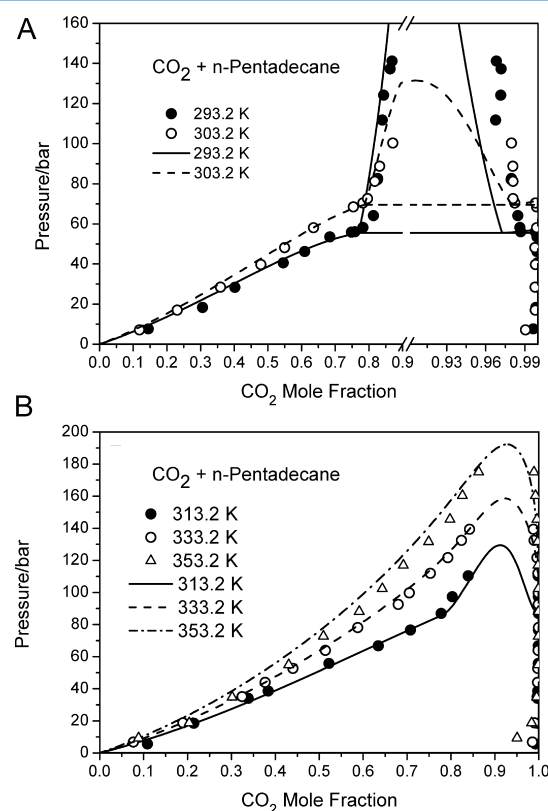 A
160
140
120
100
80
60
40
20
0
Pressure/bar
CO2 + n-Pentadecane
293.2 K
303.2 K
293.2 K
303.2 K
0.0 0.1 0.2 0.3 0.4 0.5 0.6 0.7 0.8 0.9 0.93 0.96 0.99
CO2 Mole Fraction
B
200
180
160
140
120
100
80
60
40
20
0
Pressure/bar
CO2 + n-Pentadecane
313.2 K
333.2 K
353.2 K
313.2 K
333.2 K
353.2 K
0.0 0.1 0.2 0.3 0.4 0.5 0.6 0.7 0.8 0.9 1.0
CO2 Mole Fraction